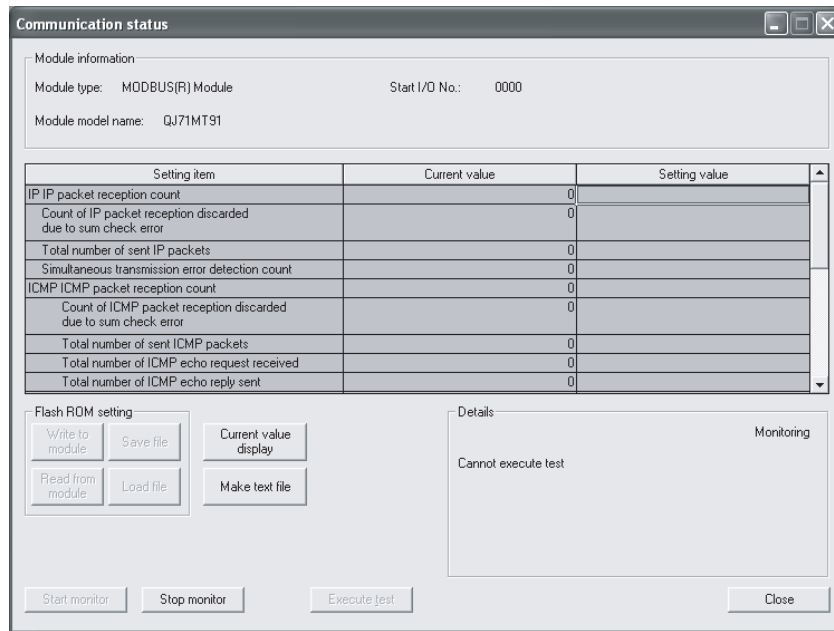 Communication status
Module information
Module type: MODBUS(R) Module Start I/O No.: 0000
Module model name: QJ71MT91
Setting item Current value Setting value
IP IP packet reception count 0
Count of IP packet reception discarded
due to sum check error 0
Total number of sent IP packets 0
Simultaneous transmission error detection count 0
ICMP ICMP packet reception count 0
Count of ICMP packet reception discarded
due to sum check error 0
Total number of sent ICMP packets 0
Total number of ICMP echo request received 0
Total number of ICMP echo reply sent 0
Flash ROM setting
Write to
module
Save file
Read from
module
Load file
Current value
display
Make text file
Details
Monitoring
Cannot execute test
Start monitor Stop monitor Execute test Close